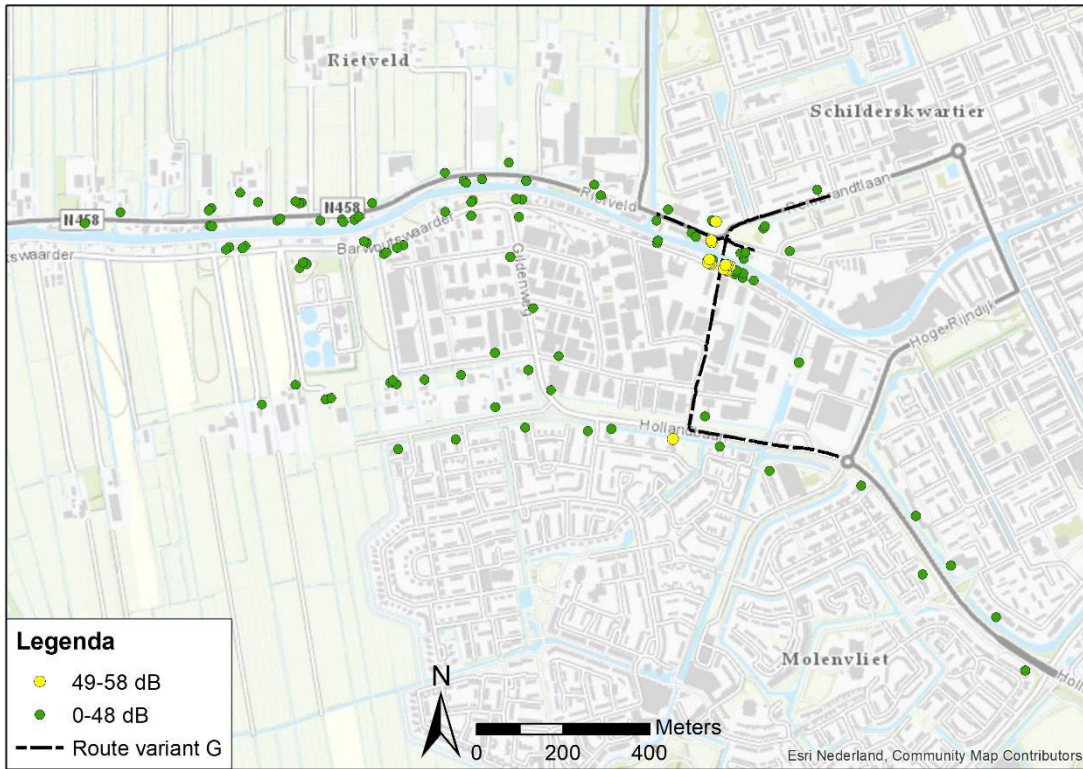 Rietveld
Schilderskwartier
N458
N458
Rietveld
Barwoutswaarder
Gildenweg
Hoge-Rijndijk
Molenvliet
Legenda
49-58 dB
0-48 dB
Route variant G
N
Meters
0 200 400
Esri Nederland, Community Map Contributors